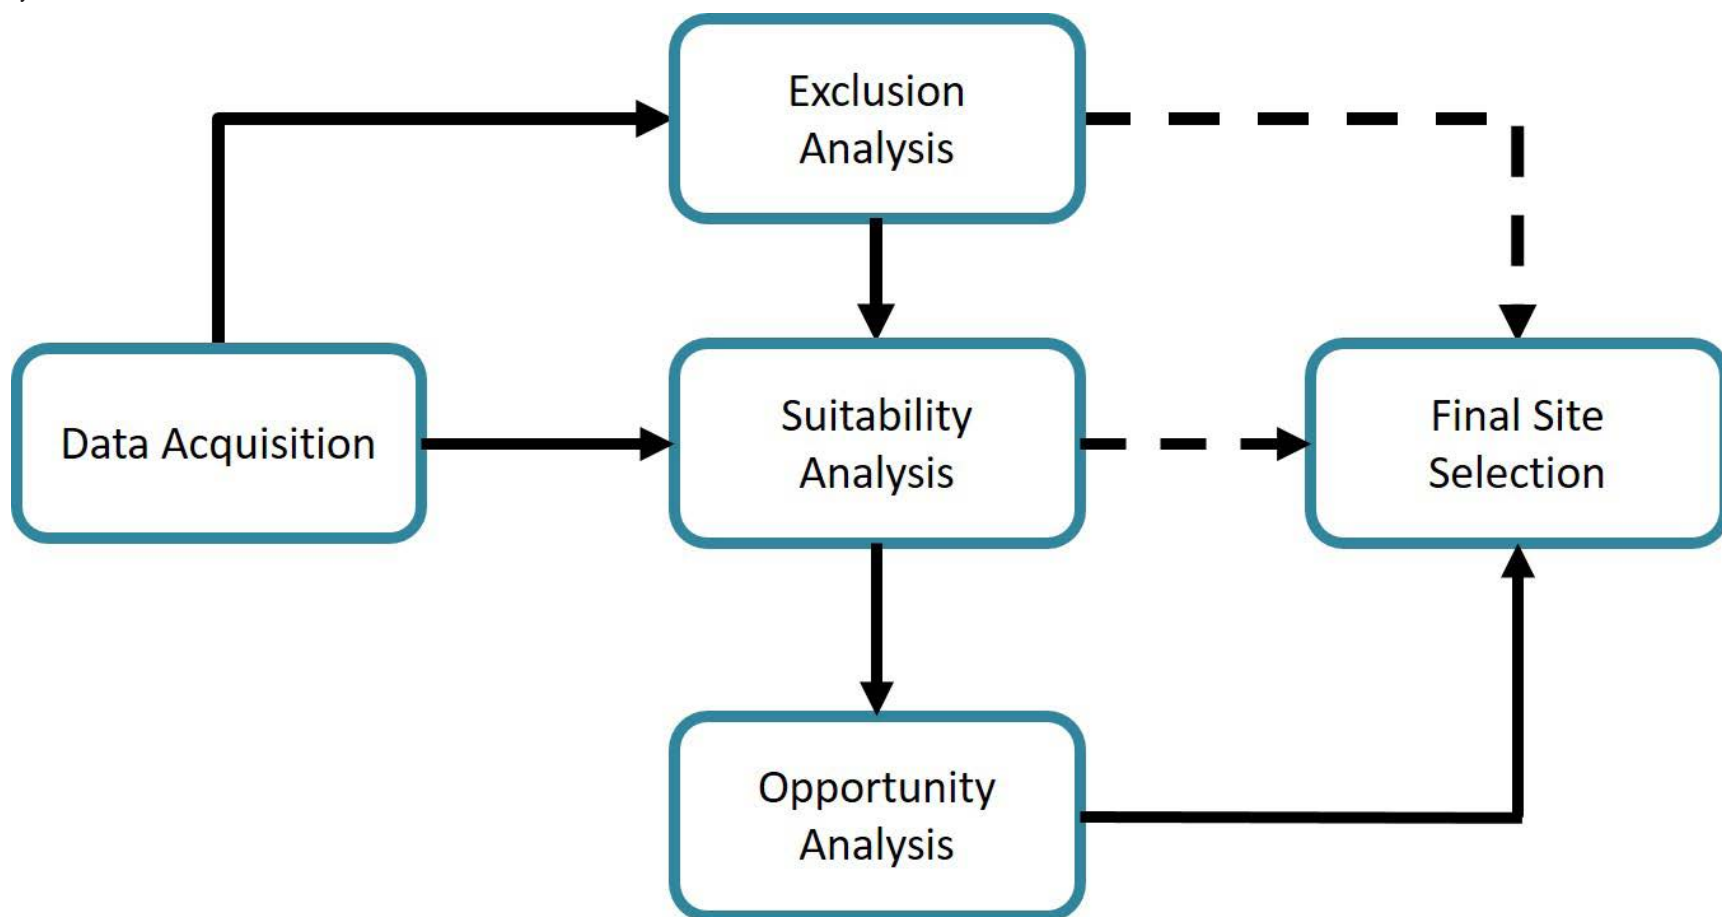 Exclusion
Analysis
Data Acquisition
Suitability
Analysis
Final Site
Selection
Opportunity
Analysis